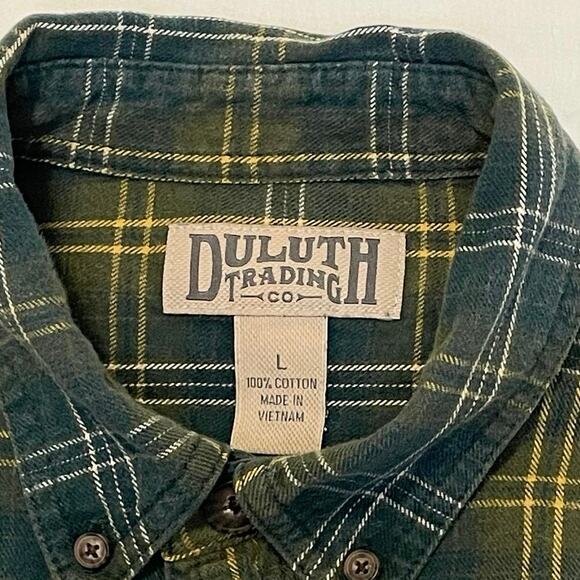 DULUTH
TRADING
CO
L
100% COTTON
MADE IN
VIETNAM